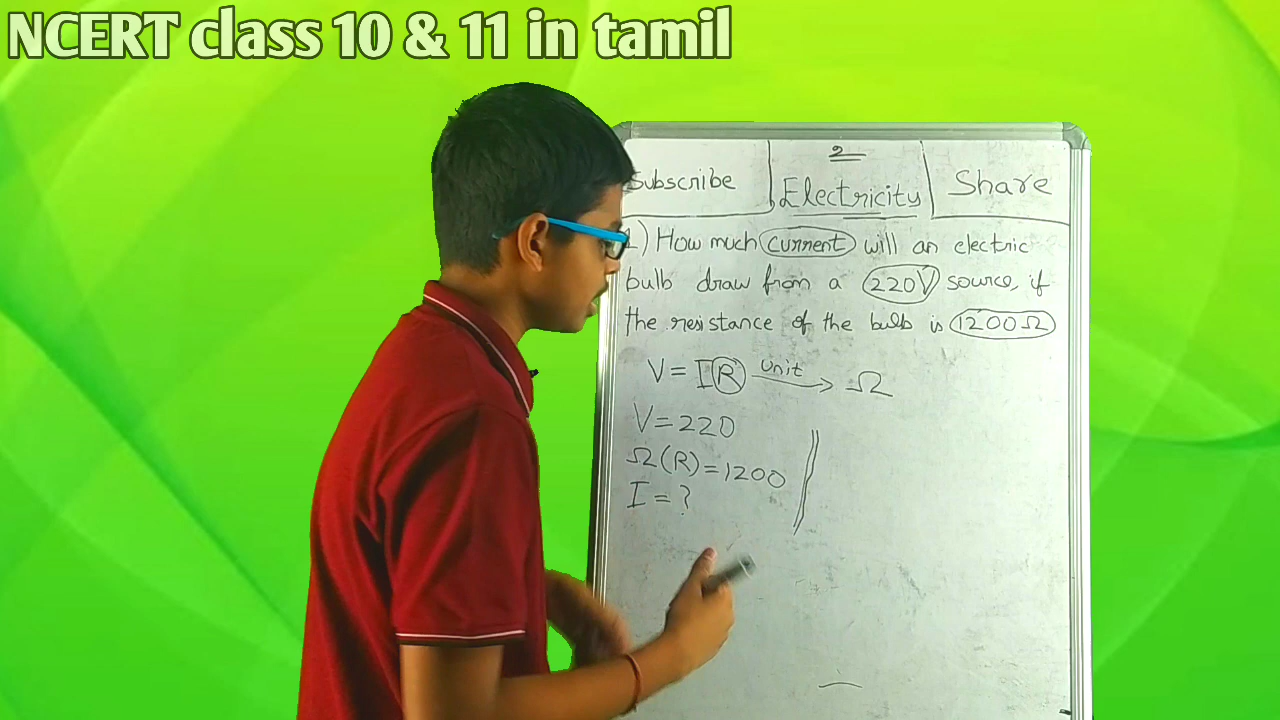 NCERT class 10 & 11 in tamil
2
Subscribe Electricity Share
1) How much current will an electric
bulb draw from a 220V source, if
the resistance of the bulb is 1200Ω
V = IR unit Ω
V = 220
Ω(R) = 1200
I = ?